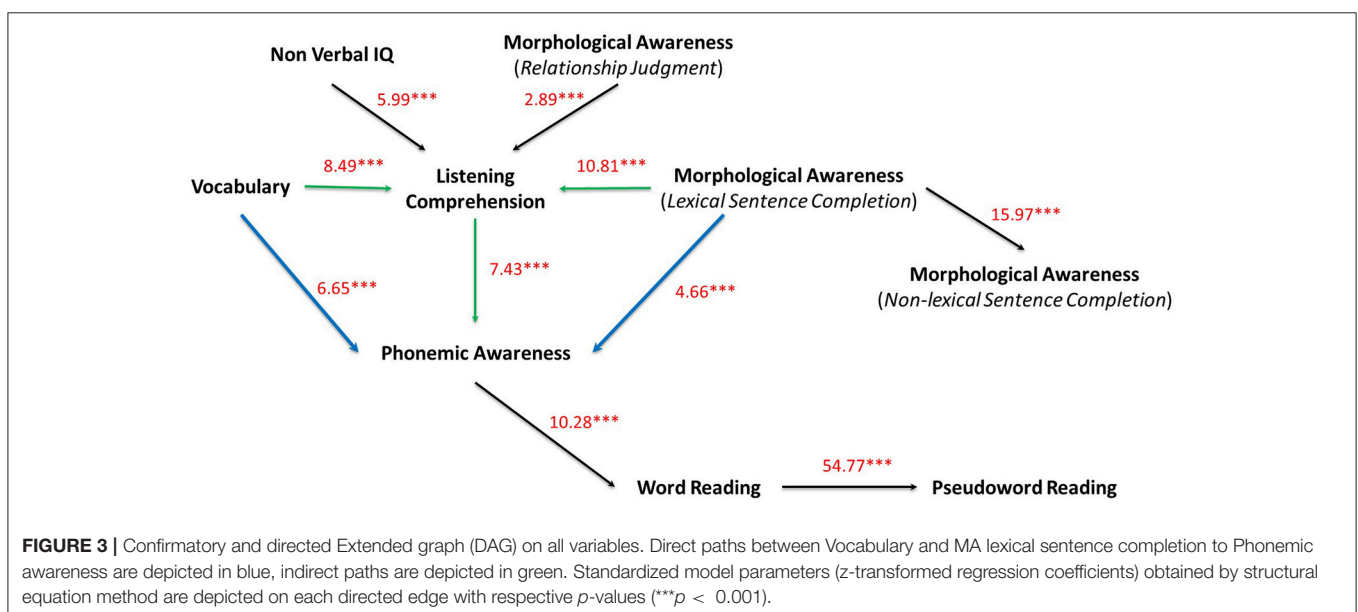 Non Verbal IQ
Morphological Awareness
(Relationship Judgment)
5.99***
2.89***
8.49***
10.81***
Vocabulary
Listening
Comprehension
Morphological Awareness
(Lexical Sentence Completion)
15.97***
7.43***
6.65***
4.66***
Morphological Awareness
(Non-lexical Sentence Completion)
Phonemic Awareness
10.28***
54.77***
Word Reading
Pseudoword Reading
FIGURE 3 | Confirmatory and directed Extended graph (DAG) on all variables. Direct paths between Vocabulary and MA lexical sentence completion to Phonemic
awareness are depicted in blue, indirect paths are depicted in green. Standardized model parameters (z-transformed regression coefficients) obtained by structural
equation method are depicted on each directed edge with respective p-values (***p < 0.001).